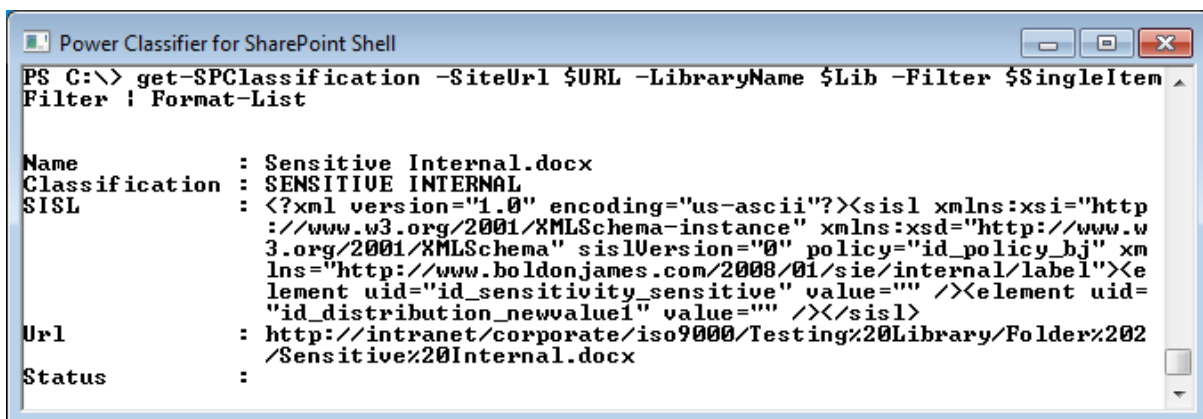 Power Classifier for SharePoint Shell
PS C:\> get-SPClassification -SiteUrl $URL -LibraryName $Lib -Filter $SingleItem
Filter | Format-List
Name : Sensitive Internal.docx
Classification : SENSITIVE INTERNAL
SISL : <?xml version="1.0" encoding="us-ascii"?><sisl xmlns:xsi="http
://www.w3.org/2001/XMLSchema-instance" xmlns:xsd="http://www.w
3.org/2001/XMLSchema" sislVersion="0" policy="id_policy_bj" xm
lns="http://www.boldonjames.com/2008/01/sie/internal/label"><e
lement uid="id_sensitivity_sensitive" value="" /><element uid=
"id_distribution_newvalue1" value="" /></sisl>
Url : http://intranet/corporate/iso9000/Testing%20Library/Folder%202
/Sensitive%20Internal.docx
Status :